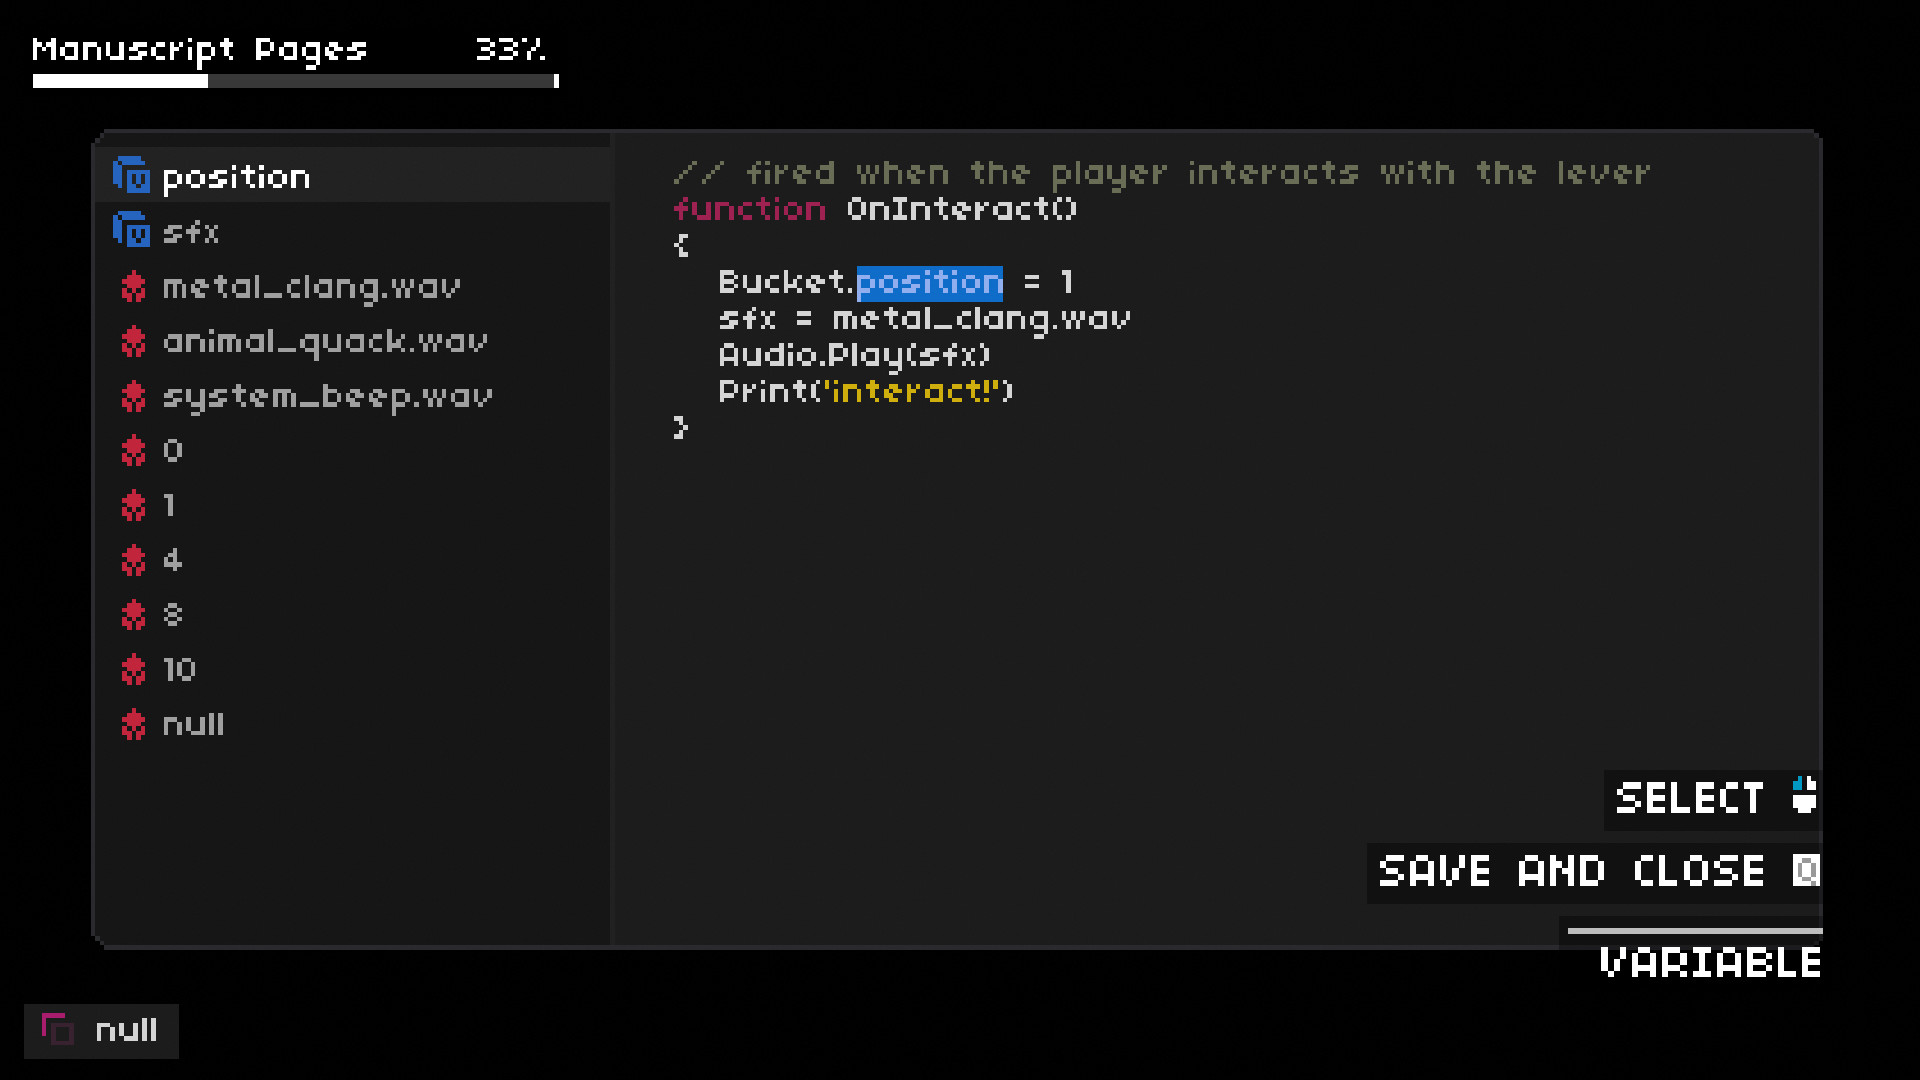 Manuscript Pages 33%
position
sfx
metal_clang.wav
animal_quack.wav
system_beep.wav
0
1
4
8
10
null
// fired when the player interacts with the lever
function OnInteract()
{
Bucket.position = 1
sfx = metal_clang.wav
Audio.Play(sfx)
Print('interact!')
}
SELECT
SAVE AND CLOSE Q
VARIABLE
null